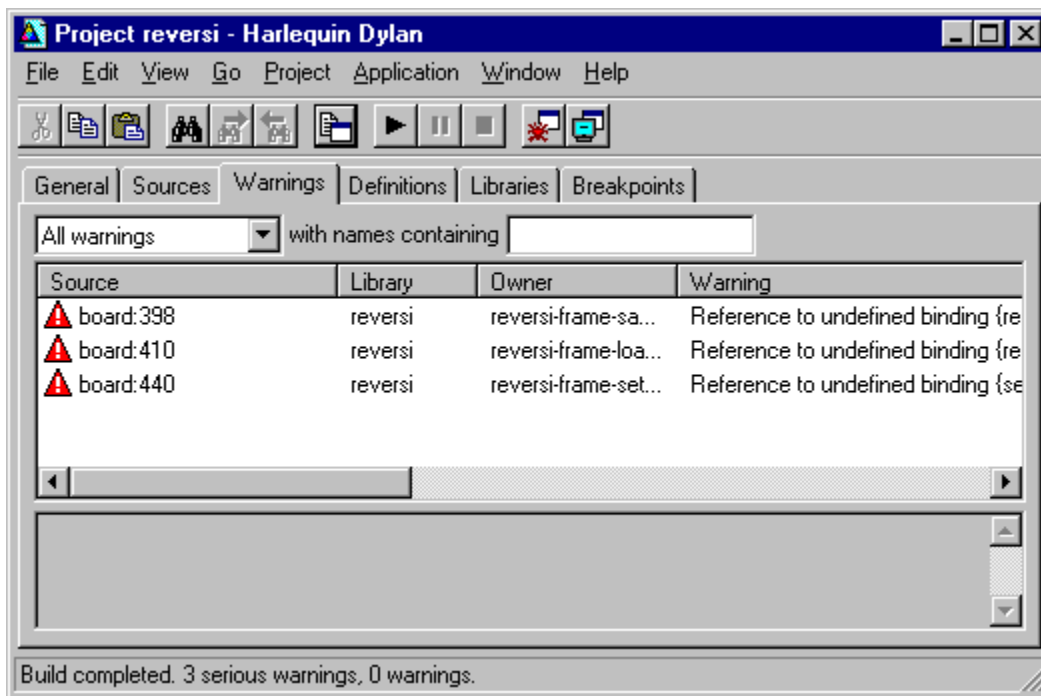 Project reversi - Harlequin Dylan
File Edit View Go Project Application Window Help
General Sources Warnings Definitions Libraries Breakpoints
All warnings with names containing
Source Library Owner Warning
board:398 reversi reversi-frame-sa... Reference to undefined binding {re
board:410 reversi reversi-frame-loa... Reference to undefined binding {re
board:440 reversi reversi-frame-set... Reference to undefined binding {se
Build completed. 3 serious warnings, 0 warnings.